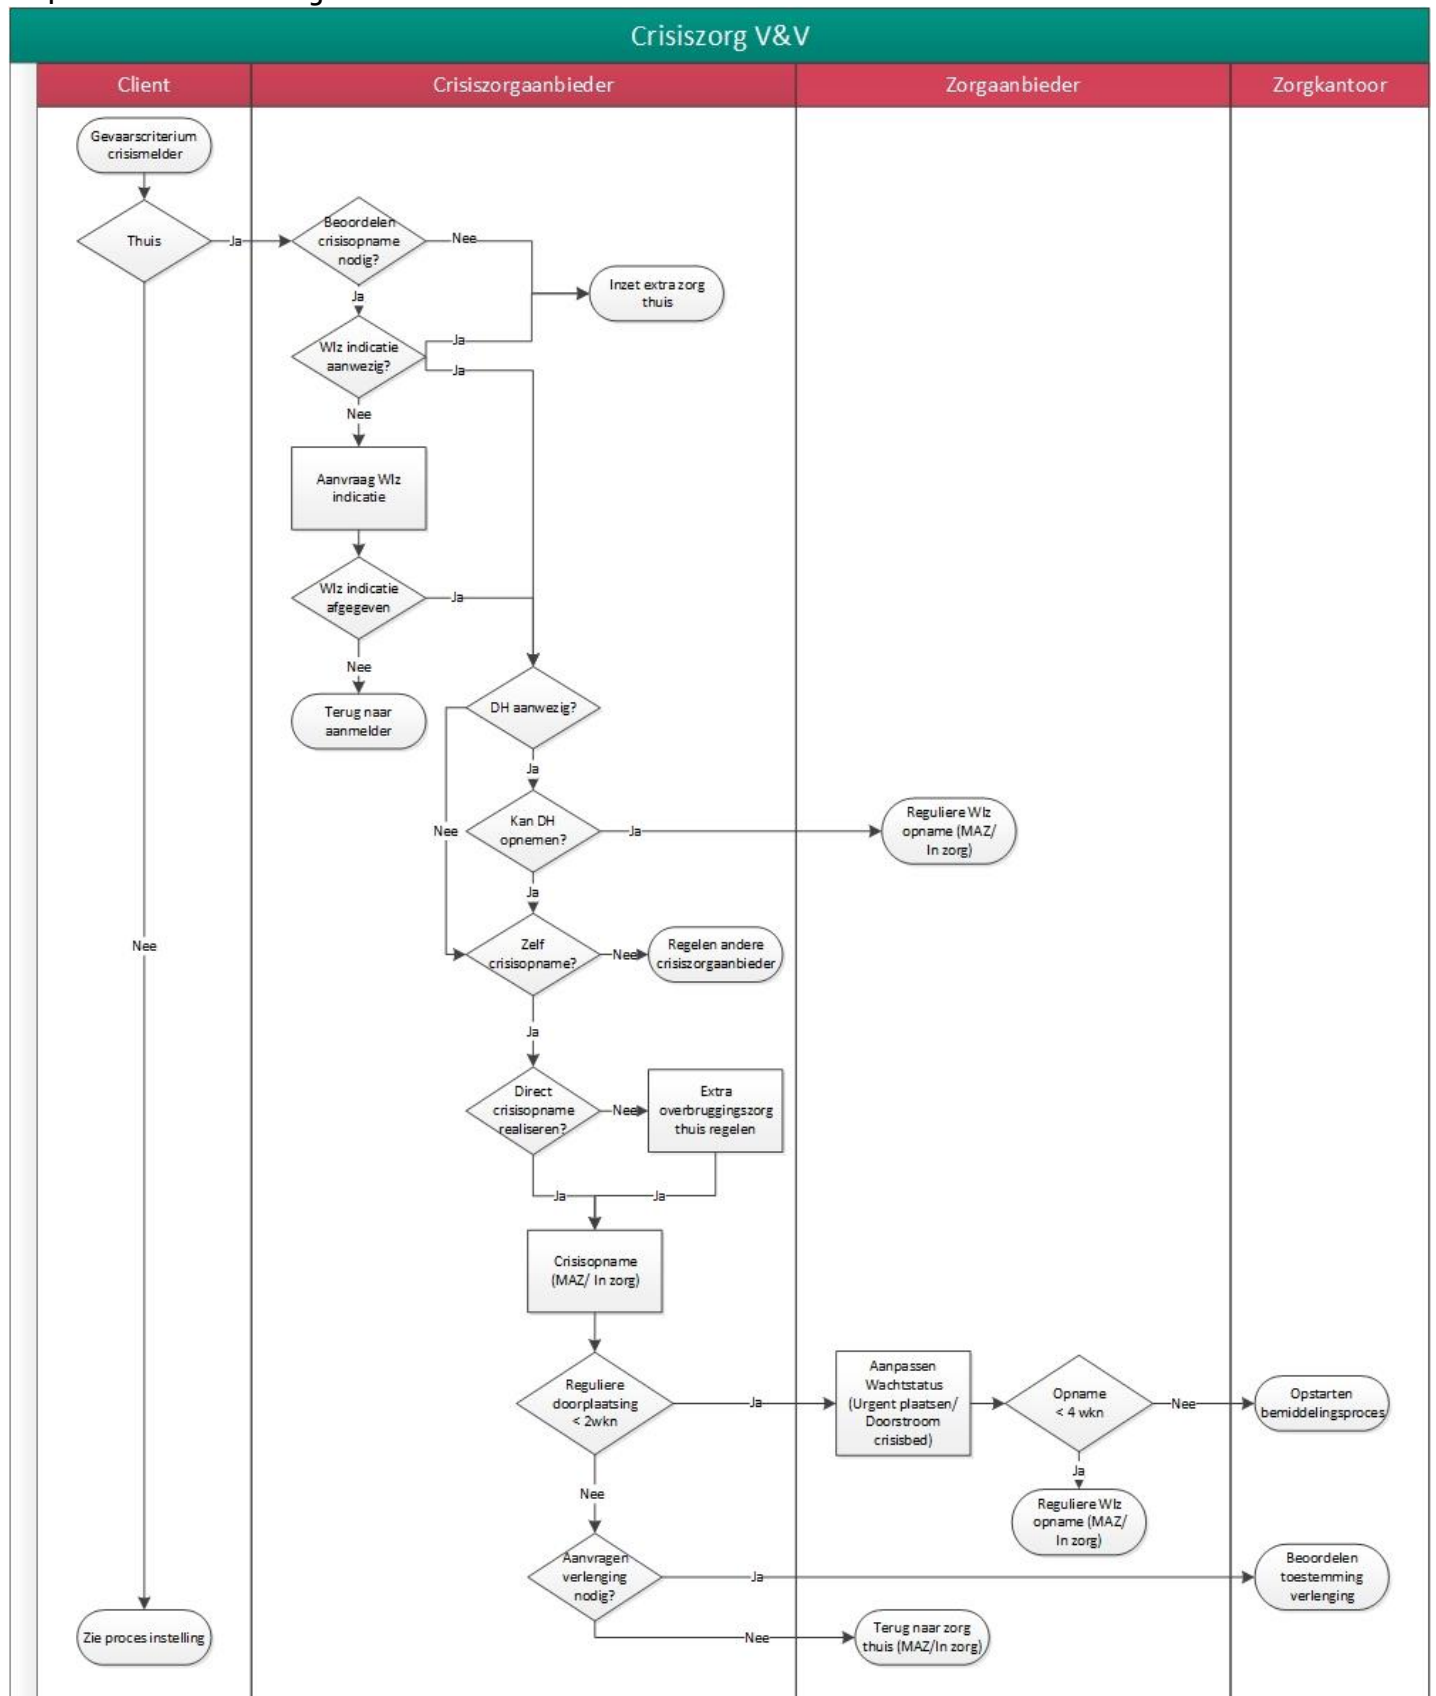 Crisiszorg V&V
Client
Crisiszorgaanbieder
Zorgaanbieder
Zorgkantoor
Gevaarscriterium
crisismelder
Thuis
Ja
Beoordelen
crisisopname
nodig?
Nee
Inzet extra zorg
thuis
Ja
Wlz indicatie
aanwezig?
Ja
Ja
Nee
Aanvraag Wlz
indicatie
Wlz indicatie
afgegeven
Ja
Nee
Terug naar
aanmelder
DH aanwezig?
Ja
Nee
Kan DH
opnemen?
Ja
Reguliere Wlz
opname (MAZ/
In zorg)
Ja
Nee
Zelf
crisisopname?
Nee
Regelen andere
crisiszorgaanbieder
Ja
Direct
crisisopname
realiseren?
Nee
Extra
overbruggingszorg
thuis regelen
Ja
Ja
Crisisopname
(MAZ/ In zorg)
Reguliere
doorplaatsing
< 2wkn
Ja
Aanpassen
Wachtstatus
(Urgent plaatsen/
Doorstroom
crisisbed)
Opname
< 4 wkn
Nee
Opstarten
bemiddelingsproces
Ja
Reguliere Wlz
opname (MAZ/
In zorg)
Nee
Aanvragen
verlenging
nodig?
Ja
Beoordelen
toestemming
verlenging
Nee
Terug naar zorg
thuis (MAZ/In zorg)
Zie proces instelling